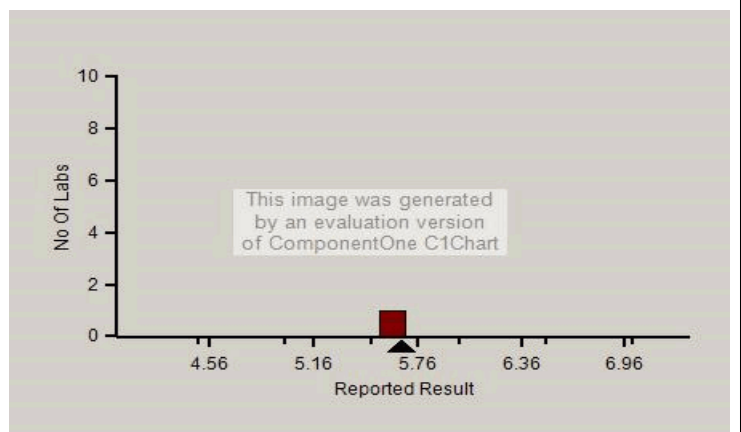 10
8
6
4
2
0
No Of Labs
This image was generated
by an evaluation version
of ComponentOne C1Chart
4.56 5.16 5.76 6.36 6.96
Reported Result